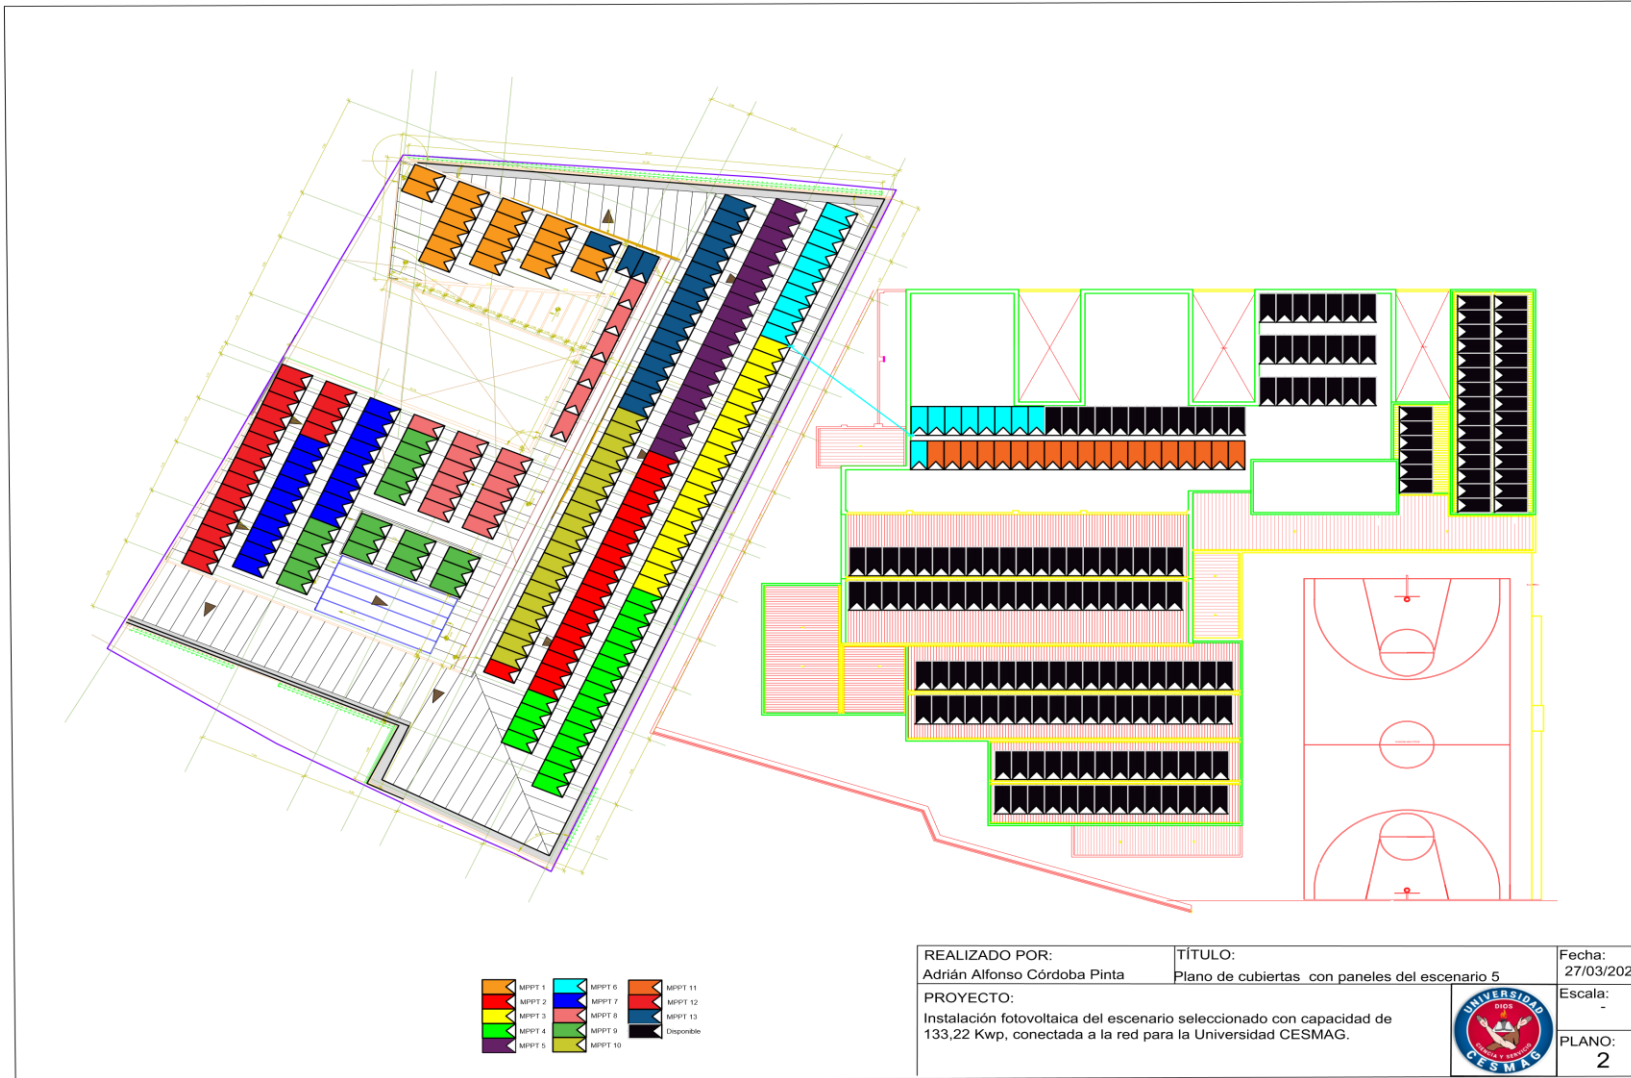 MPPT 1
MPPT 2
MPPT 3
MPPT 4
MPPT 5
MPPT 6
MPPT 7
MPPT 8
MPPT 9
MPPT 10
MPPT 11
MPPT 12
MPPT 13
Disponible
REALIZADO POR:
Adrián Alfonso Córdoba Pinta
TÍTULO:
Plano de cubiertas con paneles del escenario 5
Fecha:
27/03/202
PROYECTO:
Instalación fotovoltaica del escenario seleccionado con capacidad de
133,22 Kwp, conectada a la red para la Universidad CESMAG.
UNIVERSIDAD
DIOS
CIENCIA Y SERVICIO
CESMAG
Escala:
-
PLANO:
2